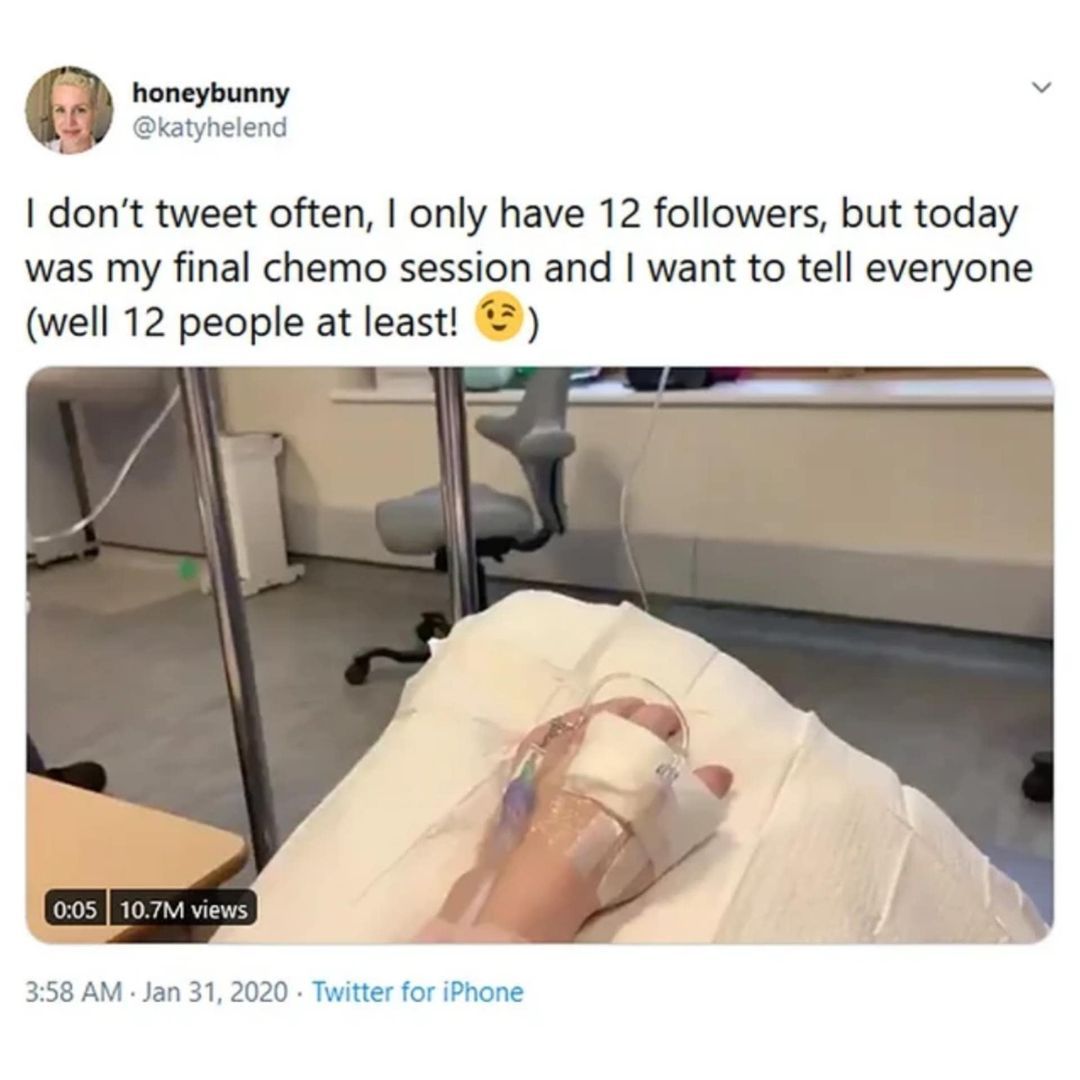 honeybunny
@katyhelend
I don’t tweet often, I only have 12 followers, but today
was my final chemo session and I want to tell everyone
(well 12 people at least! 😉)
0:05 10.7M views
3:58 AM · Jan 31, 2020 · Twitter for iPhone